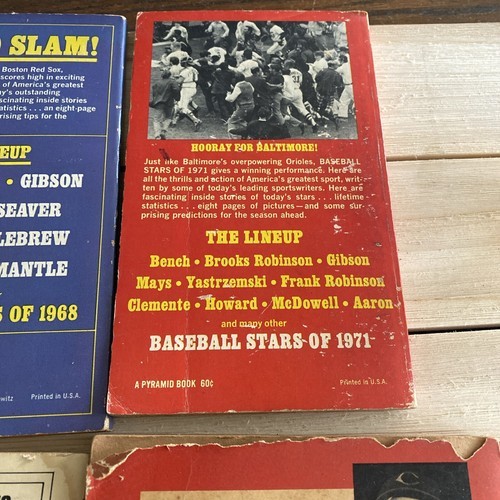 O SLAM!
Boston Red Sox,
scores high in exciting
of America's greatest
y's outstanding
fascinating inside stories
tistics . . . an eight-page
rising tips for the
EUP
• GIBSON
SEAVER
LEBREW
MANTLE
S OF 1968
Printed in U.S.A.
HOORAY FOR BALTIMORE!
Just like Baltimore's overpowering Orioles, BASEBALL
STARS OF 1971 gives a winning performance. Here are
all the thrills and action of America's greatest sport, writ-
ten by some of today's leading sportswriters. Here are
fascinating inside stories of today's stars . . . lifetime
statistics . . . eight pages of pictures—and some sur-
prising predictions for the season ahead.
THE LINEUP
Bench • Brooks Robinson • Gibson
Mays • Yastrzemski • Frank Robinson
Clemente • Howard • McDowell • Aaron
and many other
BASEBALL STARS OF 1971
A PYRAMID BOOK 60¢
Printed in U.S.A.